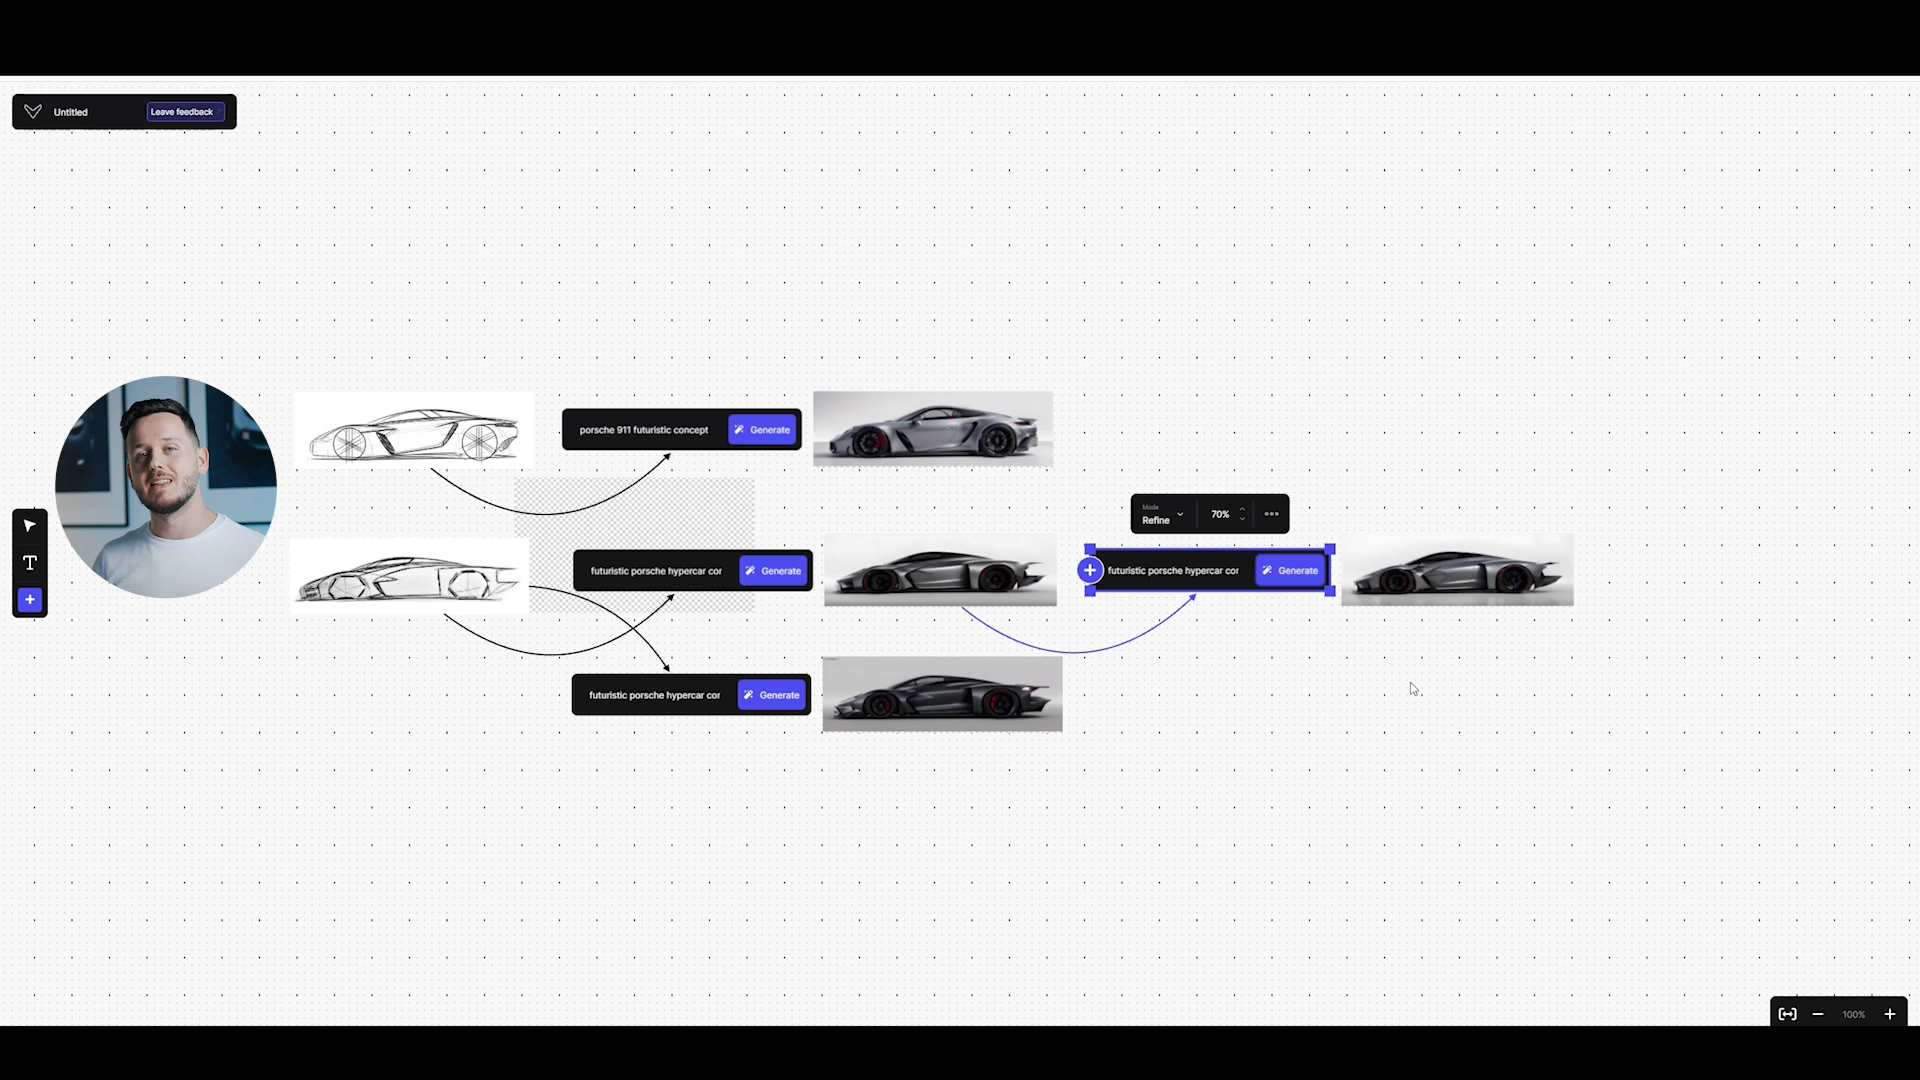 Untitled
Leave feedback
porsche 911 futuristic concept
Generate
Mode
Refine
70%
futuristic porsche hypercar cor
Generate
futuristic porsche hypercar cor
Generate
futuristic porsche hypercar cor
Generate
100%